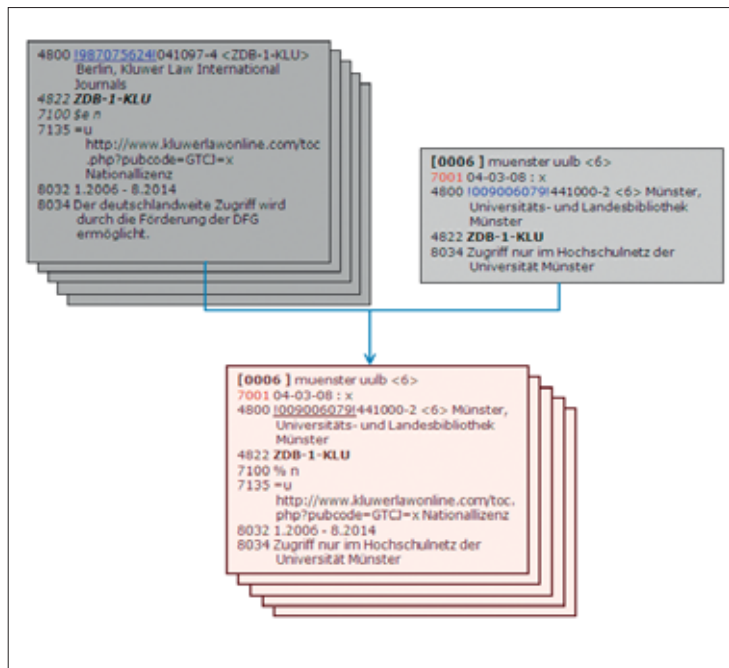 4800 !987075624!041097-4 <ZDB-1-KLU>
Berlin, Kluwer Law International
Journals
4822 ZDB-1-KLU
7100 $e n
7135 =u
http://www.kluwerlawonline.com/toc
.php?pubcode=GTCJ=x
Nationallizenz
8032 1.2006 - 8.2014
8034 Der deutschlandweite Zugriff wird
durch die Förderung der DFG
ermöglicht.
[0006 ] muenster uulb <6>
7001 04-03-08 : x
4800 !009006079!441000-2 <6> Münster,
Universitäts- und Landesbibliothek
Münster
4822 ZDB-1-KLU
8034 Zugriff nur im Hochschulnetz der
Universität Münster
[0006 ] muenster uulb <6>
7001 04-03-08 : x
4800 !009006079!441000-2 <6> Münster,
Universitäts- und Landesbibliothek
Münster
4822 ZDB-1-KLU
7100 % n
7135 =u
http://www.kluwerlawonline.com/toc.
php?pubcode=GTCJ=x Nationallizenz
8032 1.2006 - 8.2014
8034 Zugriff nur im Hochschulnetz der
Universität Münster